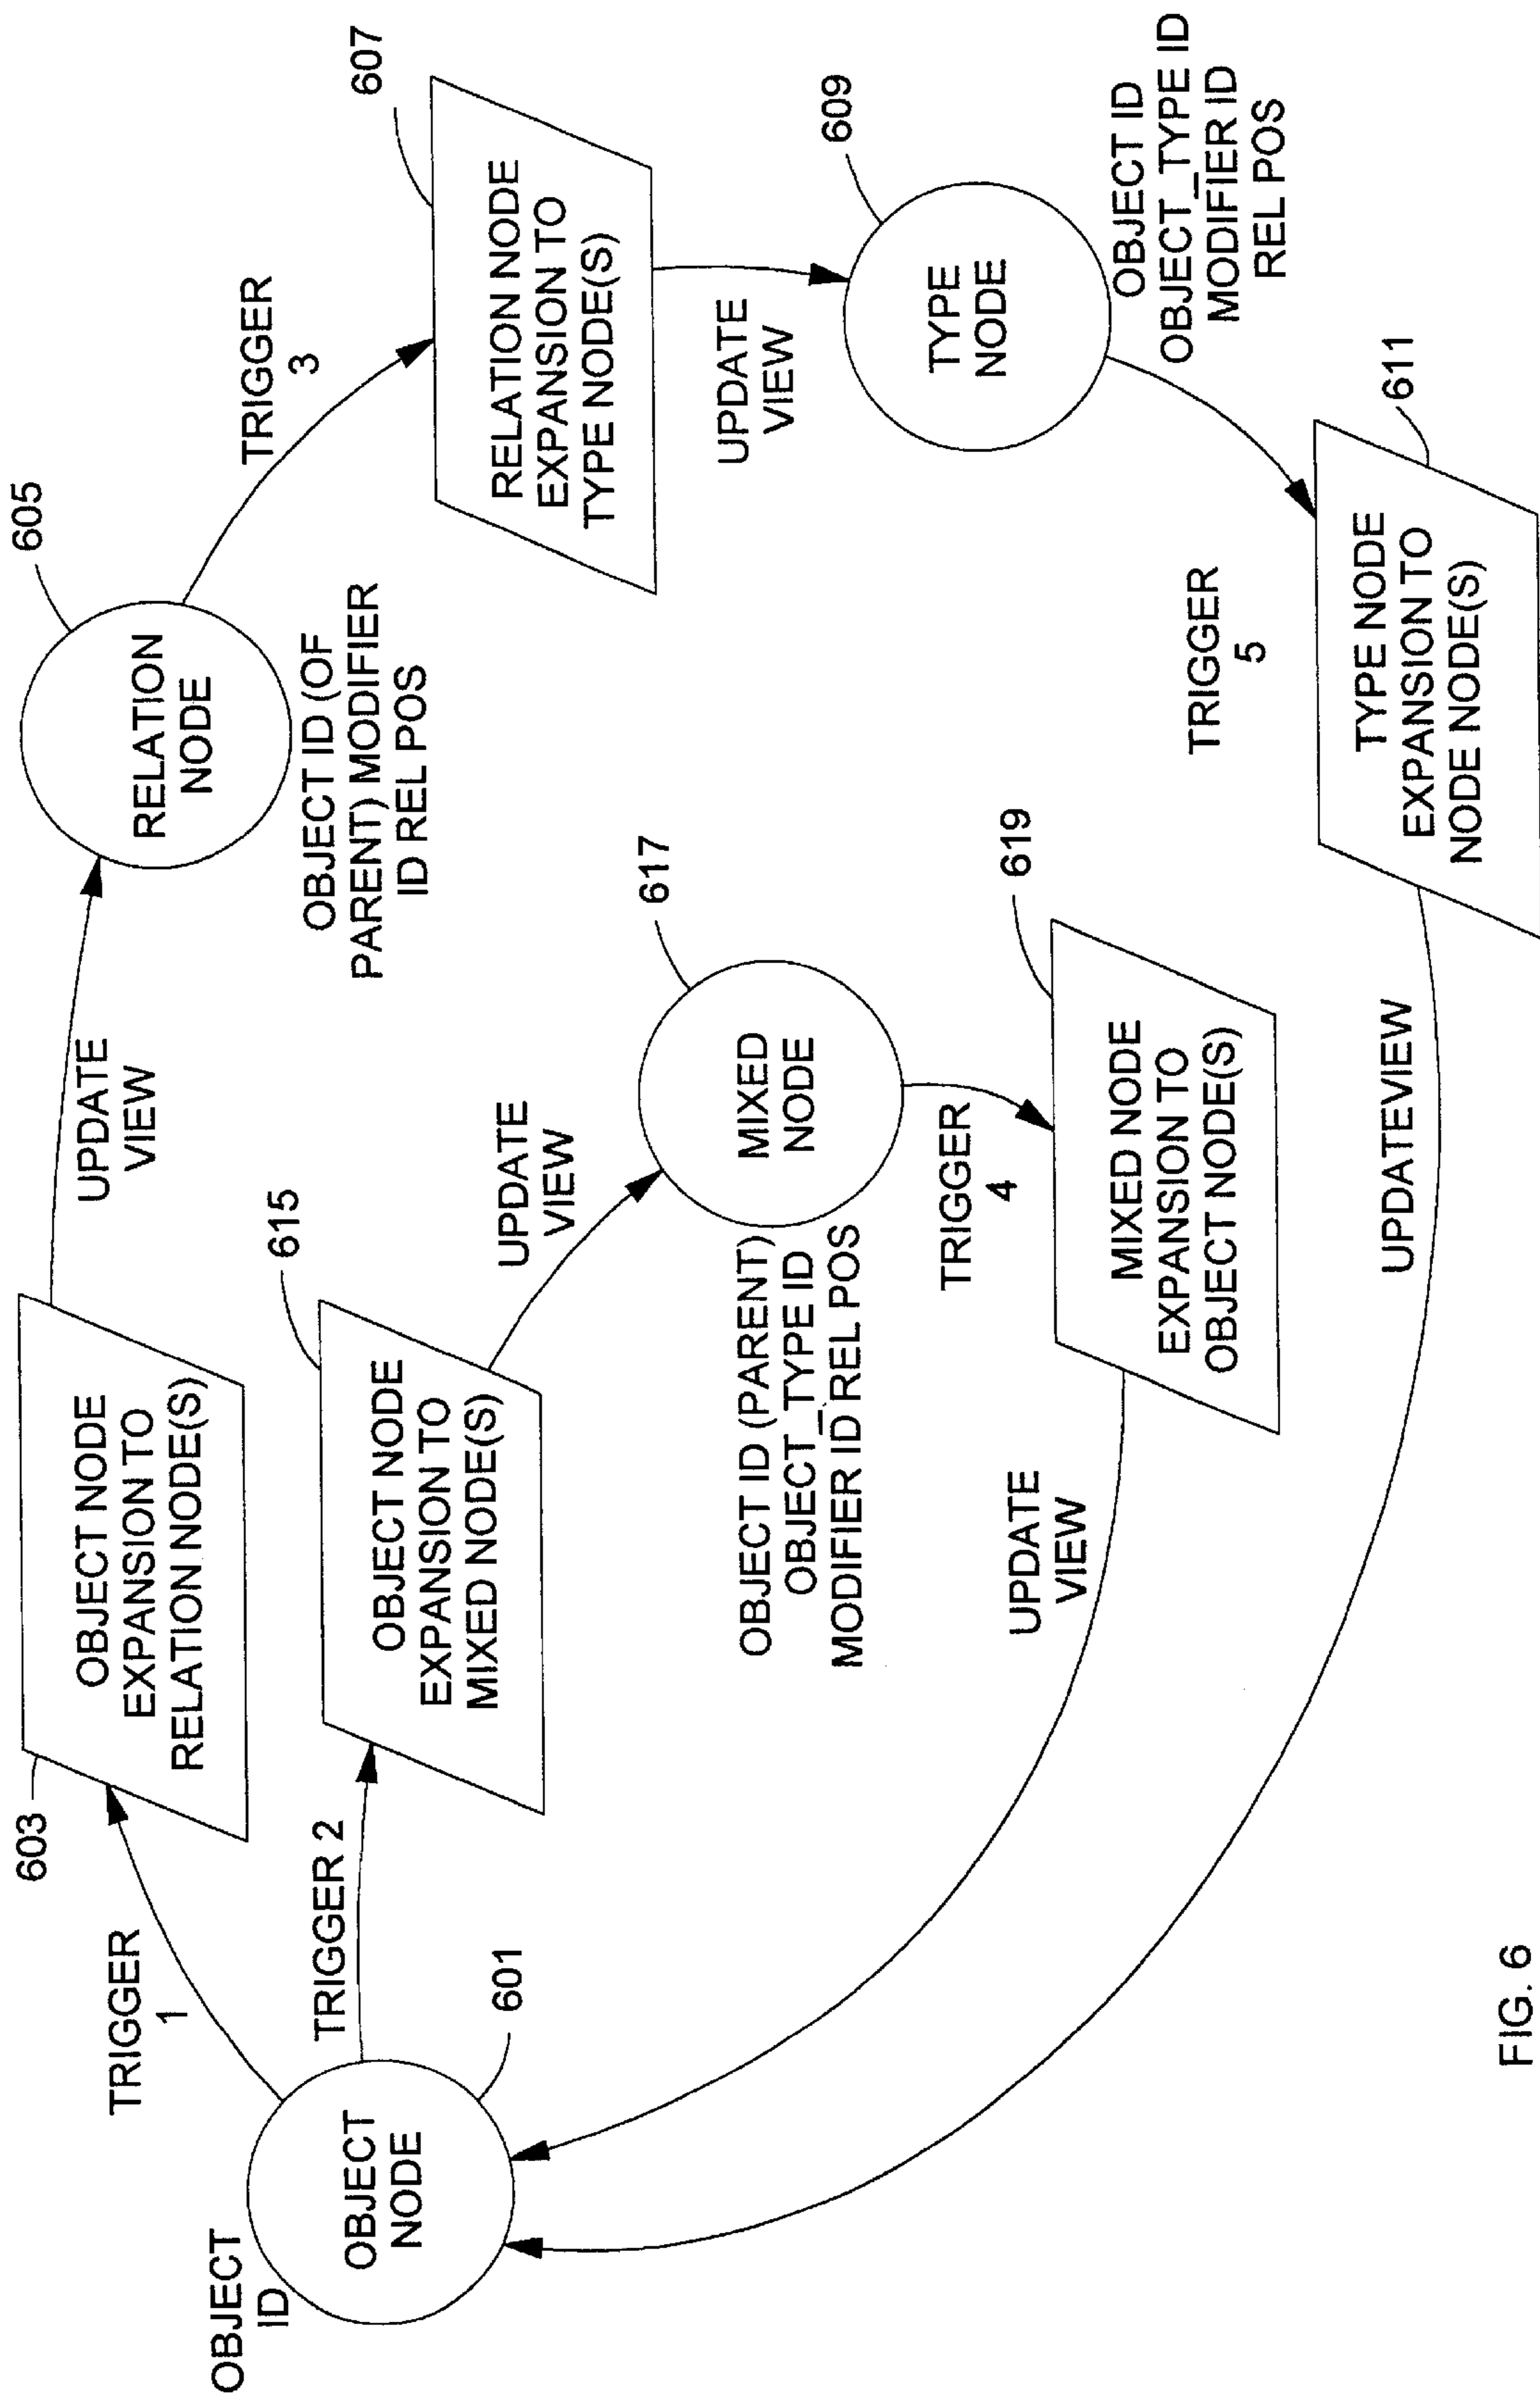 603
OBJECT NODE
EXPANSION TO
RELATION NODE(S)
TRIGGER
1
UPDATE
VIEW
605
RELATION
NODE
OBJECT ID (OF
PARENT) MODIFIER
ID REL POS
TRIGGER
3
607
RELATION NODE
EXPANSION TO
TYPE NODE(S)
UPDATE
VIEW
609
TYPE
NODE
OBJECT ID
OBJECT_TYPE ID
MODIFIER ID
REL POS
OBJECT
ID
OBJECT
NODE
601
TRIGGER 2
615
OBJECT NODE
EXPANSION TO
MIXED NODE(S)
UPDATE
VIEW
617
MIXED
NODE
OBJECT ID (PARENT)
OBJECT_TYPE ID
MODIFIER ID REL POS
TRIGGER
4
619
MIXED NODE
EXPANSION TO
OBJECT NODE(S)
UPDATE
VIEW
TRIGGER
5
611
TYPE NODE
EXPANSION TO
NODE NODE(S)
UPDATEVIEW
FIG. 6